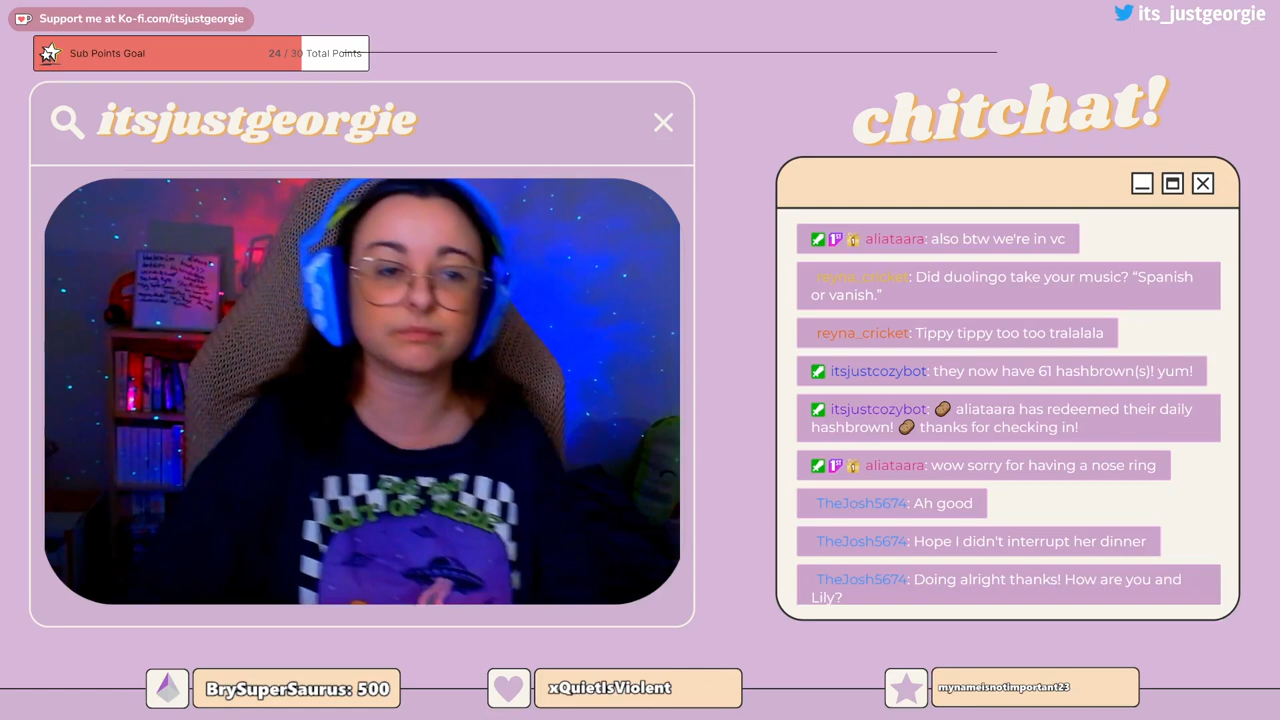 Support me at Ko-fi.com/itsjustgeorgie
its_justgeorgie
Sub Points Goal
24 / 30 Total Points
itsjustgeorgie
chitchat!
aliataara: also btw we're in vc
reyna_cricket: Did duolingo take your music? “Spanish
or vanish.”
reyna_cricket: Tippy tippy too too tralalala
itsjustcozybot: they now have 61 hashbrown(s)! yum!
itsjustcozybot: 🥔 aliataara has redeemed their daily
hashbrown! 🥔 thanks for checking in!
aliataara: wow sorry for having a nose ring
TheJosh5674: Ah good
TheJosh5674: Hope I didn't interrupt her dinner
TheJosh5674: Doing alright thanks! How are you and
Lily?
OUT OF HERE
BrySuperSaurus: 500
xQuietIsViolent
mynameisnotimportant23